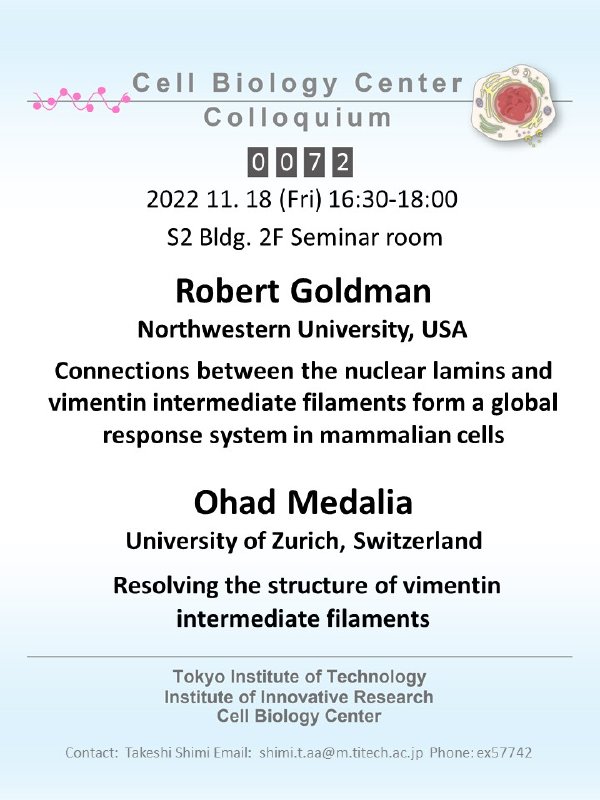 Cell Biology Center
Colloquium
0072
2022 11. 18 (Fri) 16:30-18:00
S2 Bldg. 2F Seminar room
Robert Goldman
Northwestern University, USA
Connections between the nuclear lamins and
vimentin intermediate filaments form a global
response system in mammalian cells
Ohad Medalia
University of Zurich, Switzerland
Resolving the structure of vimentin
intermediate filaments
Tokyo Institute of Technology
Institute of Innovative Research
Cell Biology Center
Contact: Takeshi Shimi Email: shimi.t.aa@m.titech.ac.jp Phone: ex57742